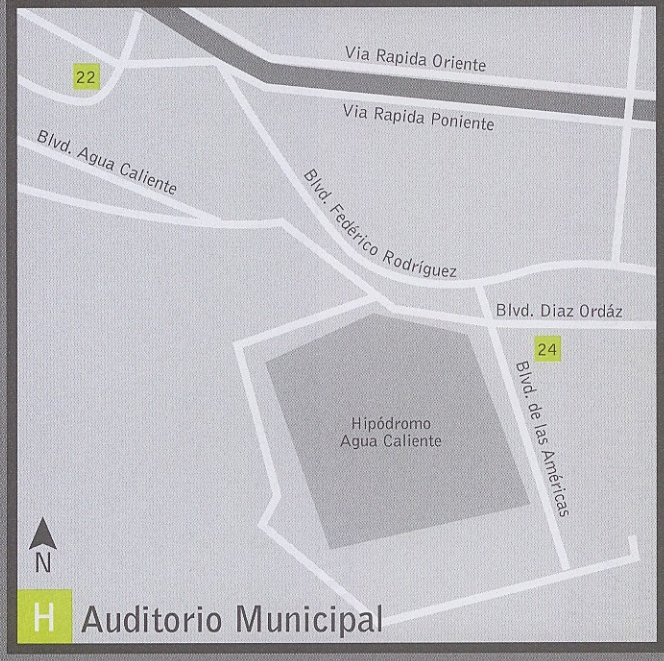 Via Rapida Oriente
22
Via Rapida Poniente
Blvd. Agua Caliente
Blvd. Fedérico Rodríguez
Blvd. Diaz Ordáz
24
Blvd. de las Américas
Hipódromo
Agua Caliente
N
H Auditorio Municipal